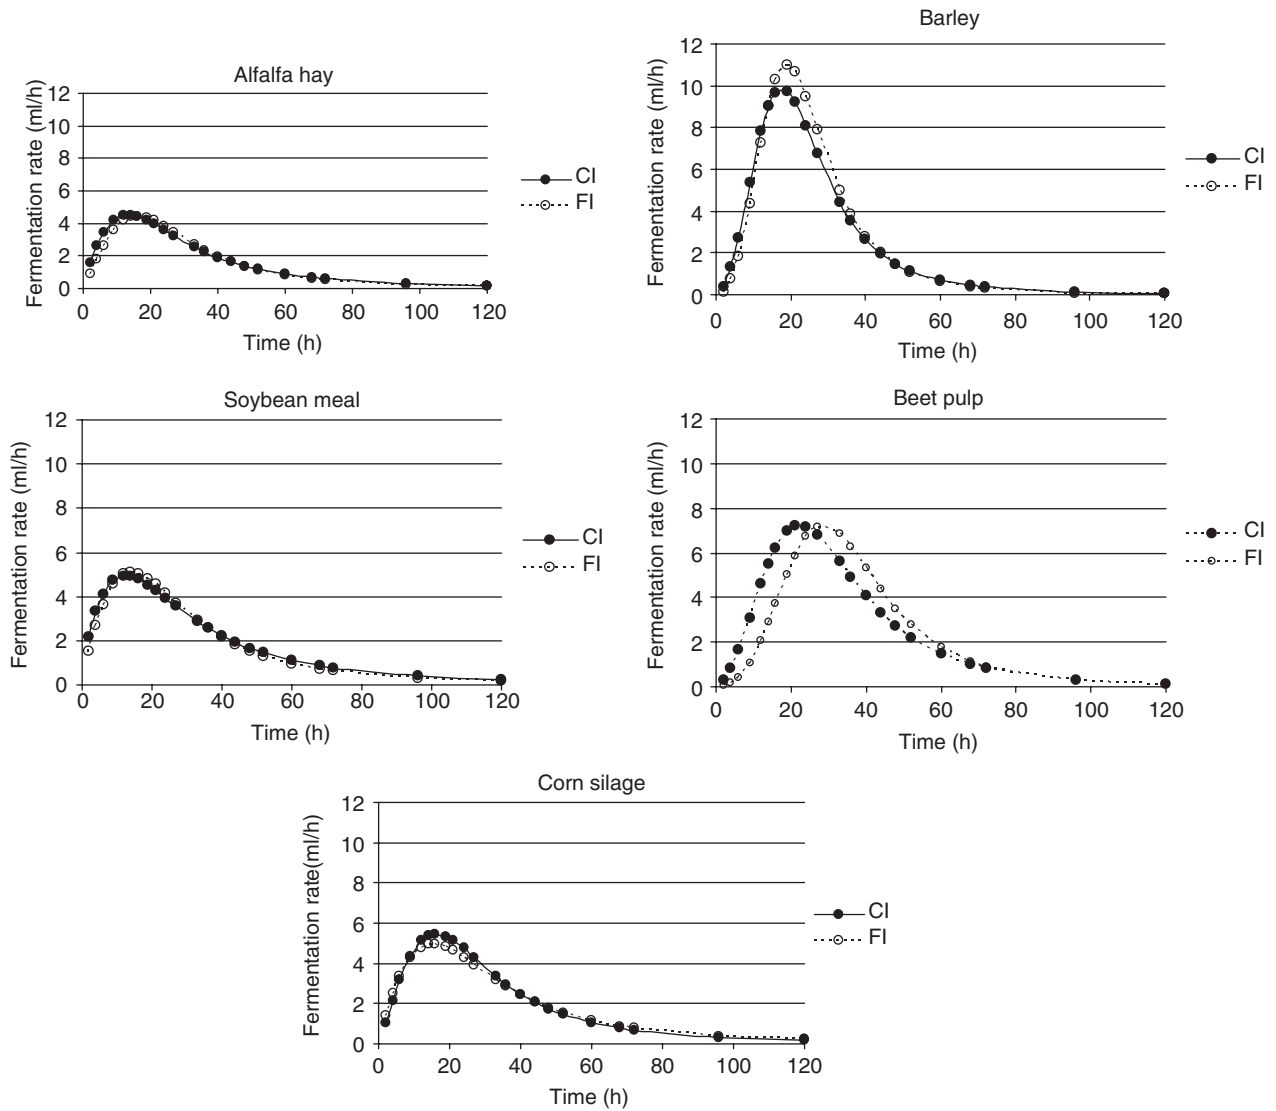 Alfalfa hay
Fermentation rate (ml/h)
12
10
8
6
4
2
0
0 20 40 60 80 100 120
Time (h)
CI
FI
Barley
Fermentation rate (ml/h)
12
10
8
6
4
2
0
0 20 40 60 80 100 120
Time (h)
CI
FI
Soybean meal
Fermentation rate (ml/h)
12
10
8
6
4
2
0
0 20 40 60 80 100 120
Time (h)
CI
FI
Beet pulp
Fermentation rate (ml/h)
12
10
8
6
4
2
0
0 20 40 60 80 100 120
Time (h)
CI
FI
Corn silage
Fermentation rate(ml/h)
12
10
8
6
4
2
0
0 20 40 60 80 100 120
Time (h)
CI
FI